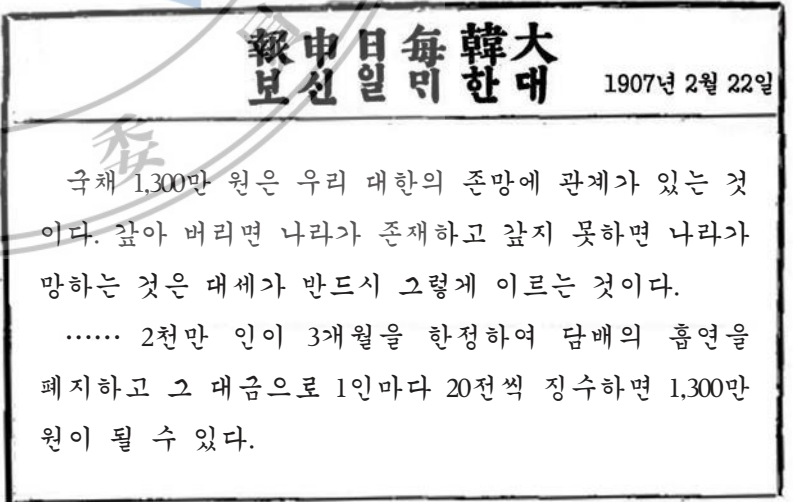 大韓每日申報
대한ᄆᆡ일신보
1907년 2월 22일
국채 1,300만 원은 우리 대한의 존망에 관계가 있는 것
이다. 갚아 버리면 나라가 존재하고 갚지 못하면 나라가
망하는 것은 대세가 반드시 그렇게 이르는 것이다.
…… 2천만 인이 3개월을 한정하여 담배의 흡연을
폐지하고 그 대금으로 1인마다 20전씩 징수하면 1,300만
원이 될 수 있다.
委